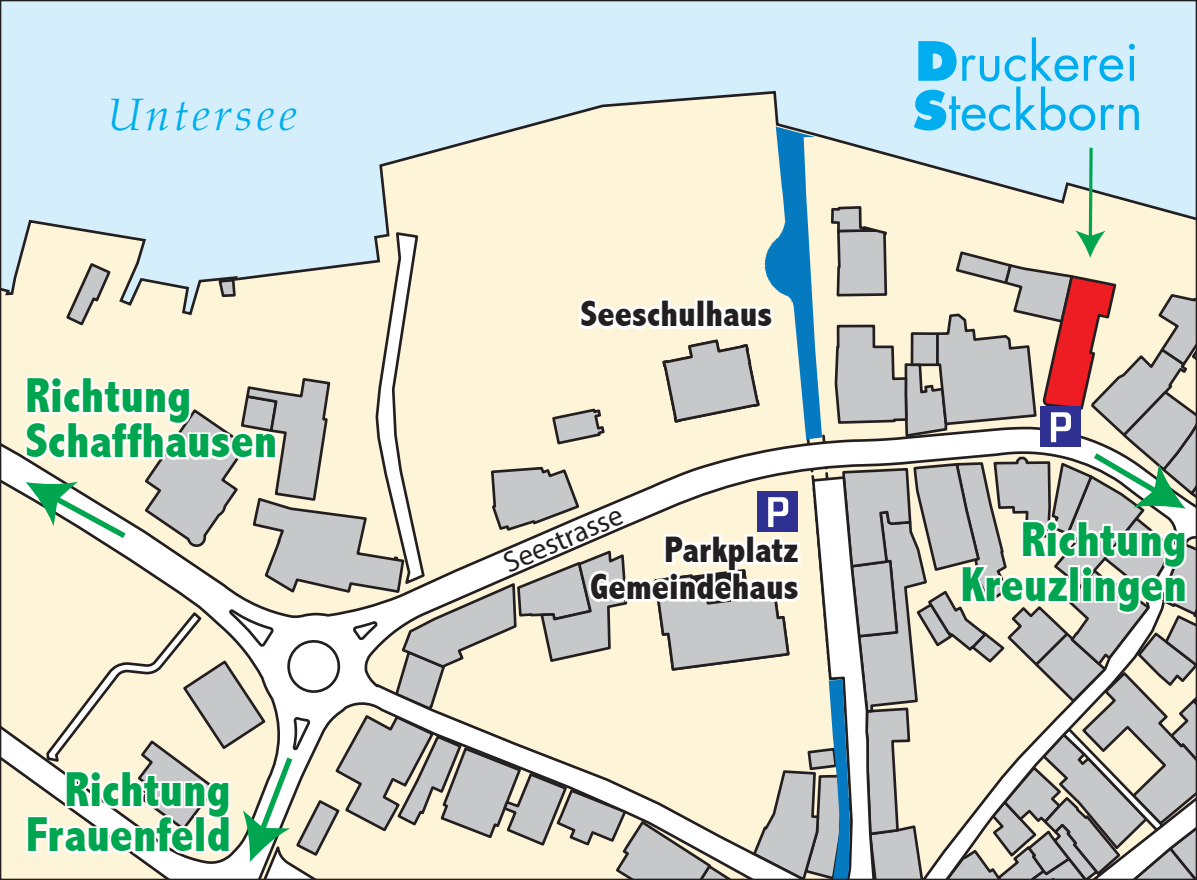 Druckerei
Steckborn
Untersee
Seeschulhaus
Richtung
Schaffhausen
P
P
Seestrasse
Parkplatz
Gemeindehaus
Richtung
Kreuzlingen
Richtung
Frauenfeld